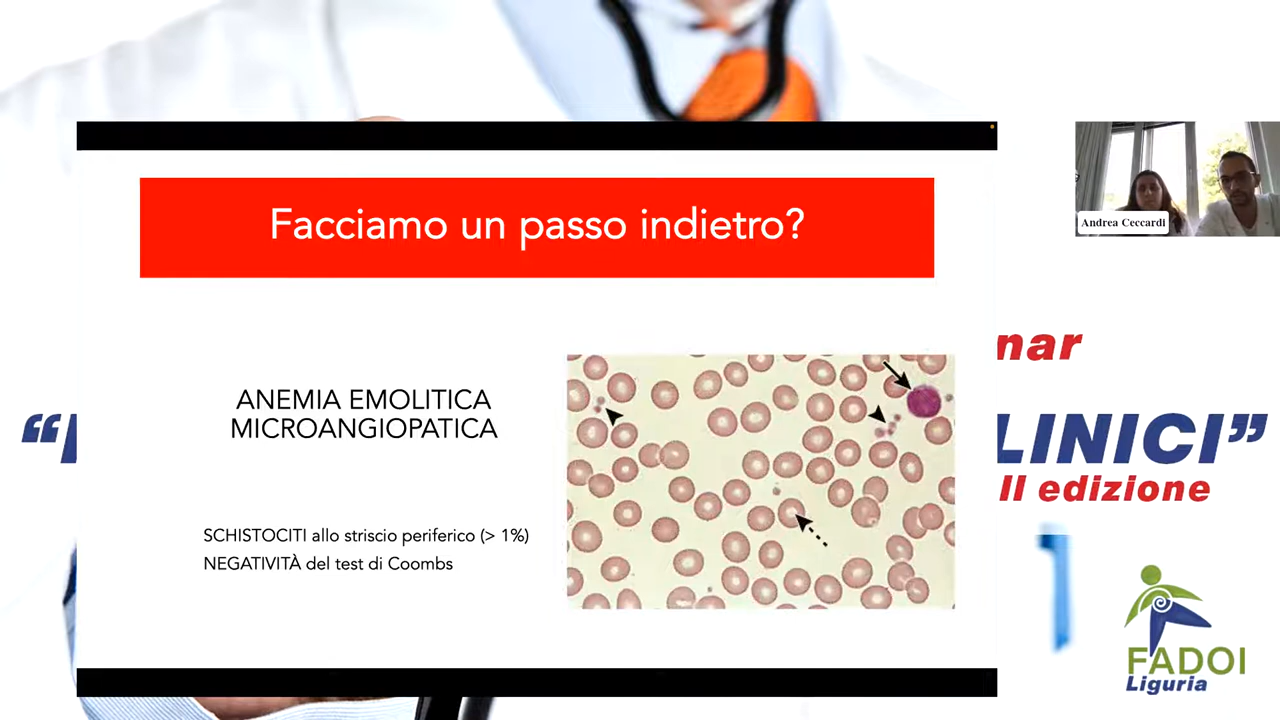 Facciamo un passo indietro?
ANEMIA EMOLITICA
MICROANGIOPATICA
SCHISTOCITI allo striscio periferico (> 1%)
NEGATIVITÀ del test di Coombs
Andrea Ceccardi
nar
LINICI”
II edizione
FADOI
Liguria